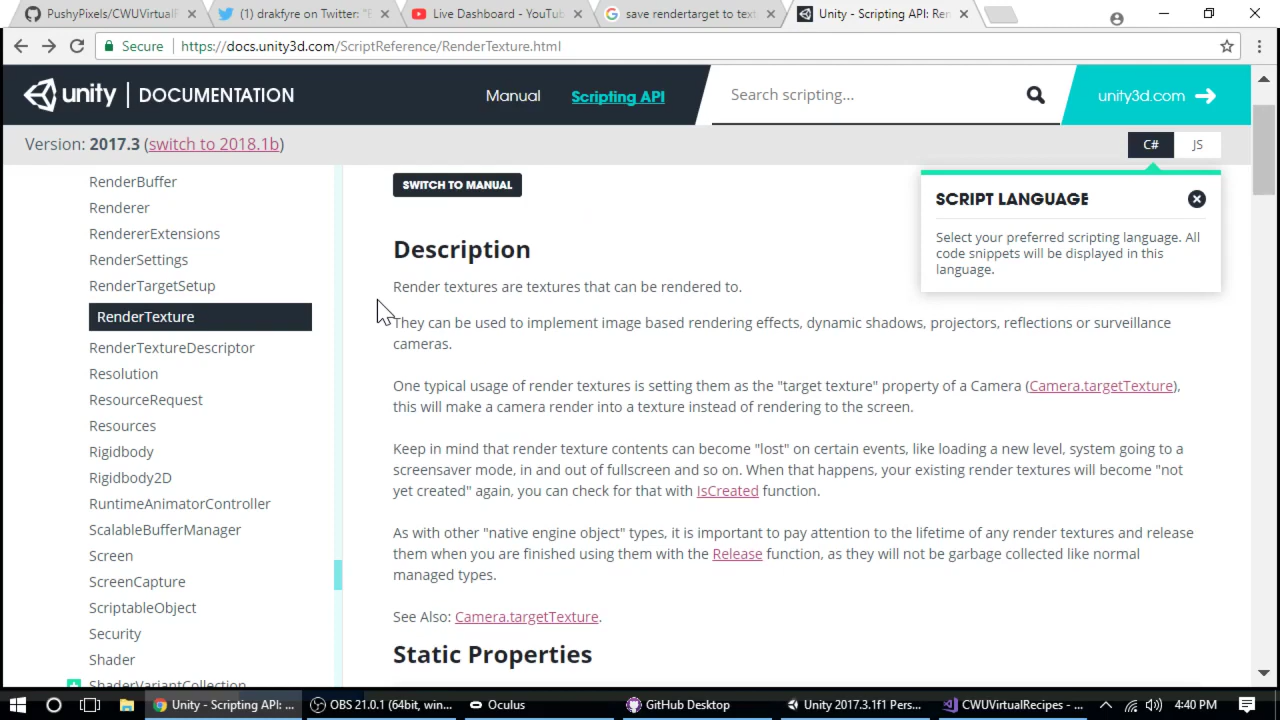 PushyPixels/CWUVirtualR
(1) drakfyre on Twitter: "E
Live Dashboard - YouTub
save rendertarget to text
Unity - Scripting API: Ren
Secure
https://docs.unity3d.com/ScriptReference/RenderTexture.html
unity | DOCUMENTATION
Manual
Scripting API
Search scripting...
unity3d.com
Version: 2017.3 (switch to 2018.1b)
C#
JS
SCRIPT LANGUAGE
Select your preferred scripting language. All
code snippets will be displayed in this
language.
RenderBuffer
Renderer
RendererExtensions
RenderSettings
RenderTargetSetup
RenderTexture
RenderTextureDescriptor
Resolution
ResourceRequest
Resources
Rigidbody
Rigidbody2D
RuntimeAnimatorController
ScalableBufferManager
Screen
ScreenCapture
ScriptableObject
Security
Shader
ShaderVariantCollection
SWITCH TO MANUAL
Description
Render textures are textures that can be rendered to.
They can be used to implement image based rendering effects, dynamic shadows, projectors, reflections or surveillance
cameras.
One typical usage of render textures is setting them as the "target texture" property of a Camera (Camera.targetTexture),
this will make a camera render into a texture instead of rendering to the screen.
Keep in mind that render texture contents can become "lost" on certain events, like loading a new level, system going to a
screensaver mode, in and out of fullscreen and so on. When that happens, your existing render textures will become "not
yet created" again, you can check for that with IsCreated function.
As with other "native engine object" types, it is important to pay attention to the lifetime of any render textures and release
them when you are finished using them with the Release function, as they will not be garbage collected like normal
managed types.
See Also: Camera.targetTexture.
Static Properties
Unity - Scripting API: ...
OBS 21.0.1 (64bit, win...
Oculus
GitHub Desktop
Unity 2017.3.1f1 Pers...
CWUVirtualRecipes - ...
4:40 PM